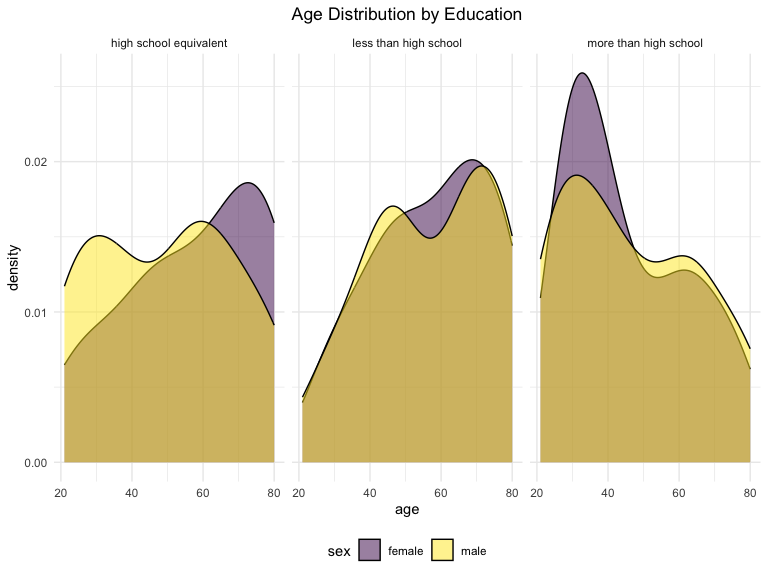 Age Distribution by Education
high school equivalent
less than high school
more than high school
density
0.02
0.01
0.00
20 40 60 80
20 40 60 80
20 40 60 80
age
sex female male